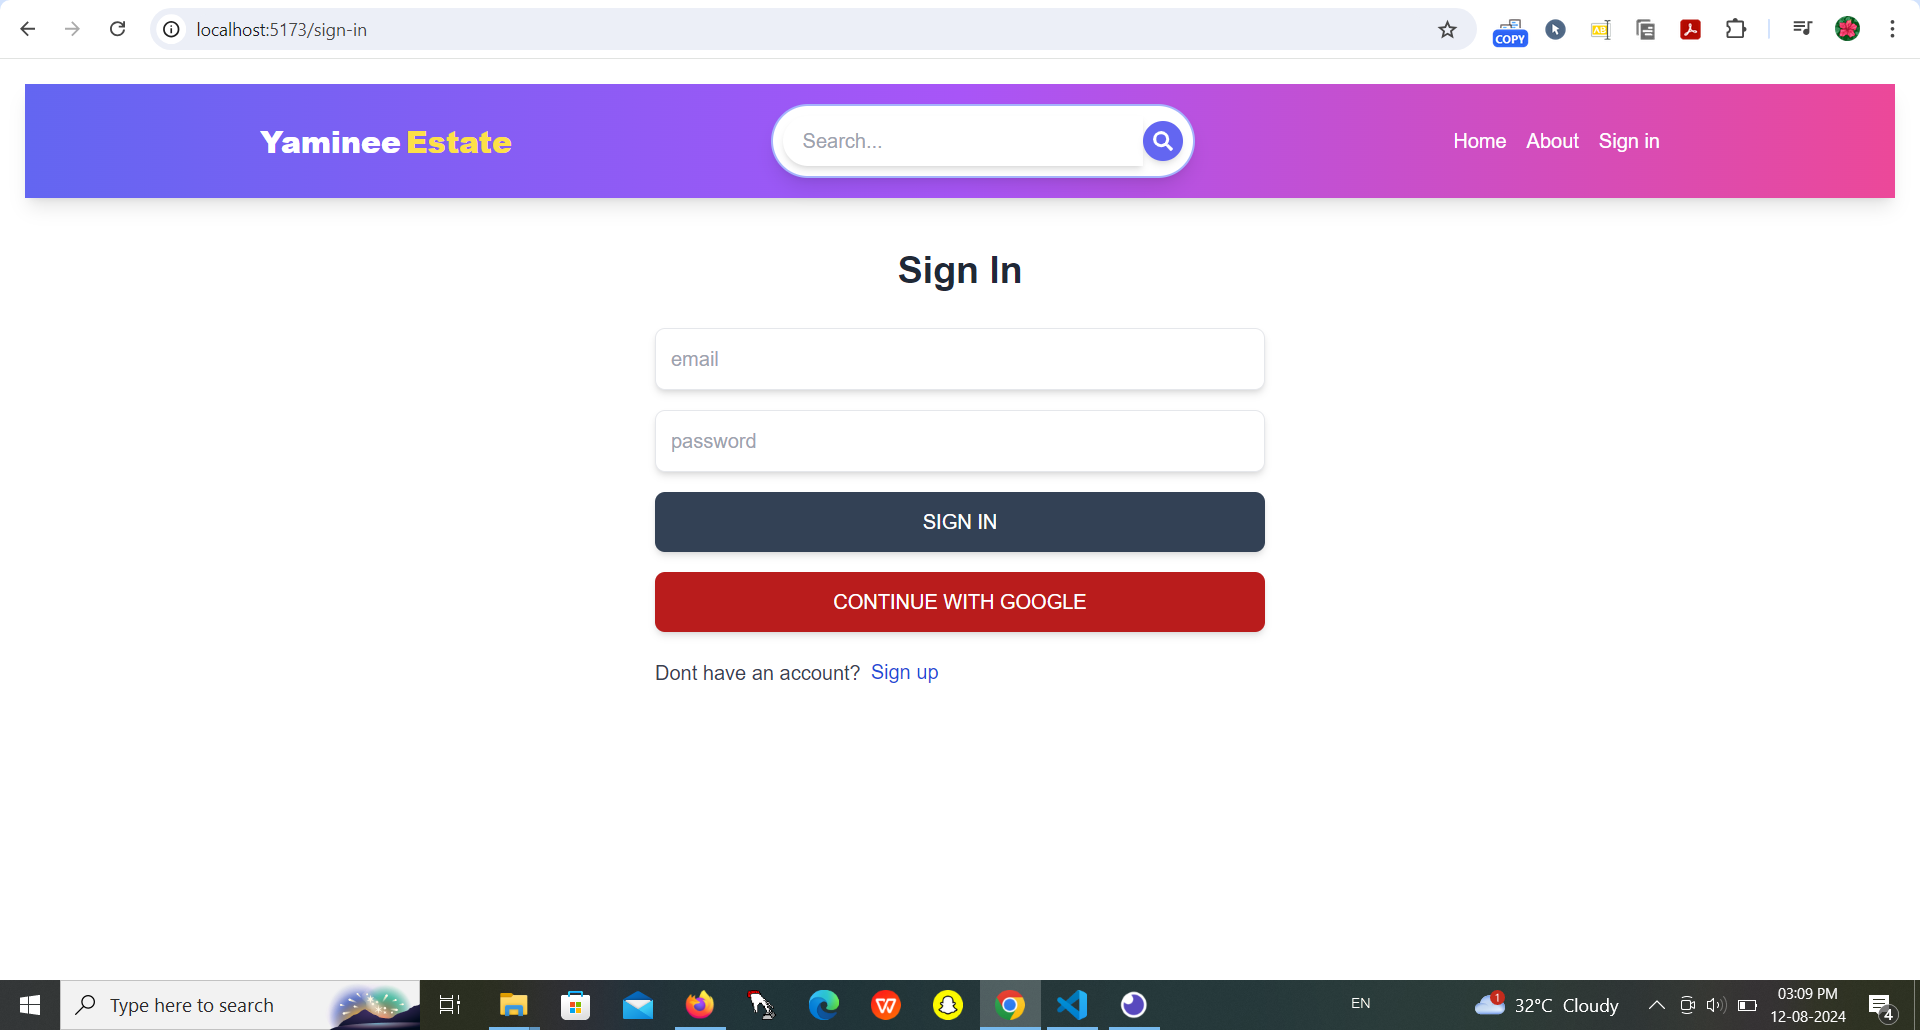 localhost:5173/sign-in
COPY
Yaminee Estate
Search...
Home About Sign in
Sign In
email
password
SIGN IN
CONTINUE WITH GOOGLE
Dont have an account? Sign up
Type here to search
EN
1
32°C Cloudy
03:09 PM
12-08-2024
4